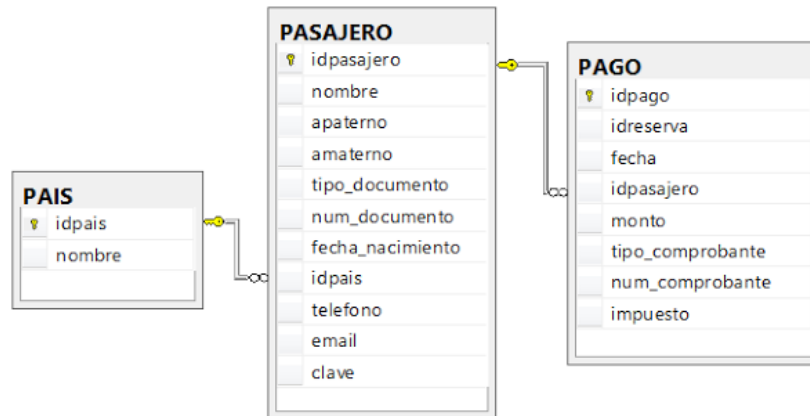 PAIS
idpais
nombre
PASAJERO
idpasajero
nombre
apaterno
amaterno
tipo_documento
num_documento
fecha_nacimiento
idpais
telefono
email
clave
PAGO
idpago
idreserva
fecha
idpasajero
monto
tipo_comprobante
num_comprobante
impuesto